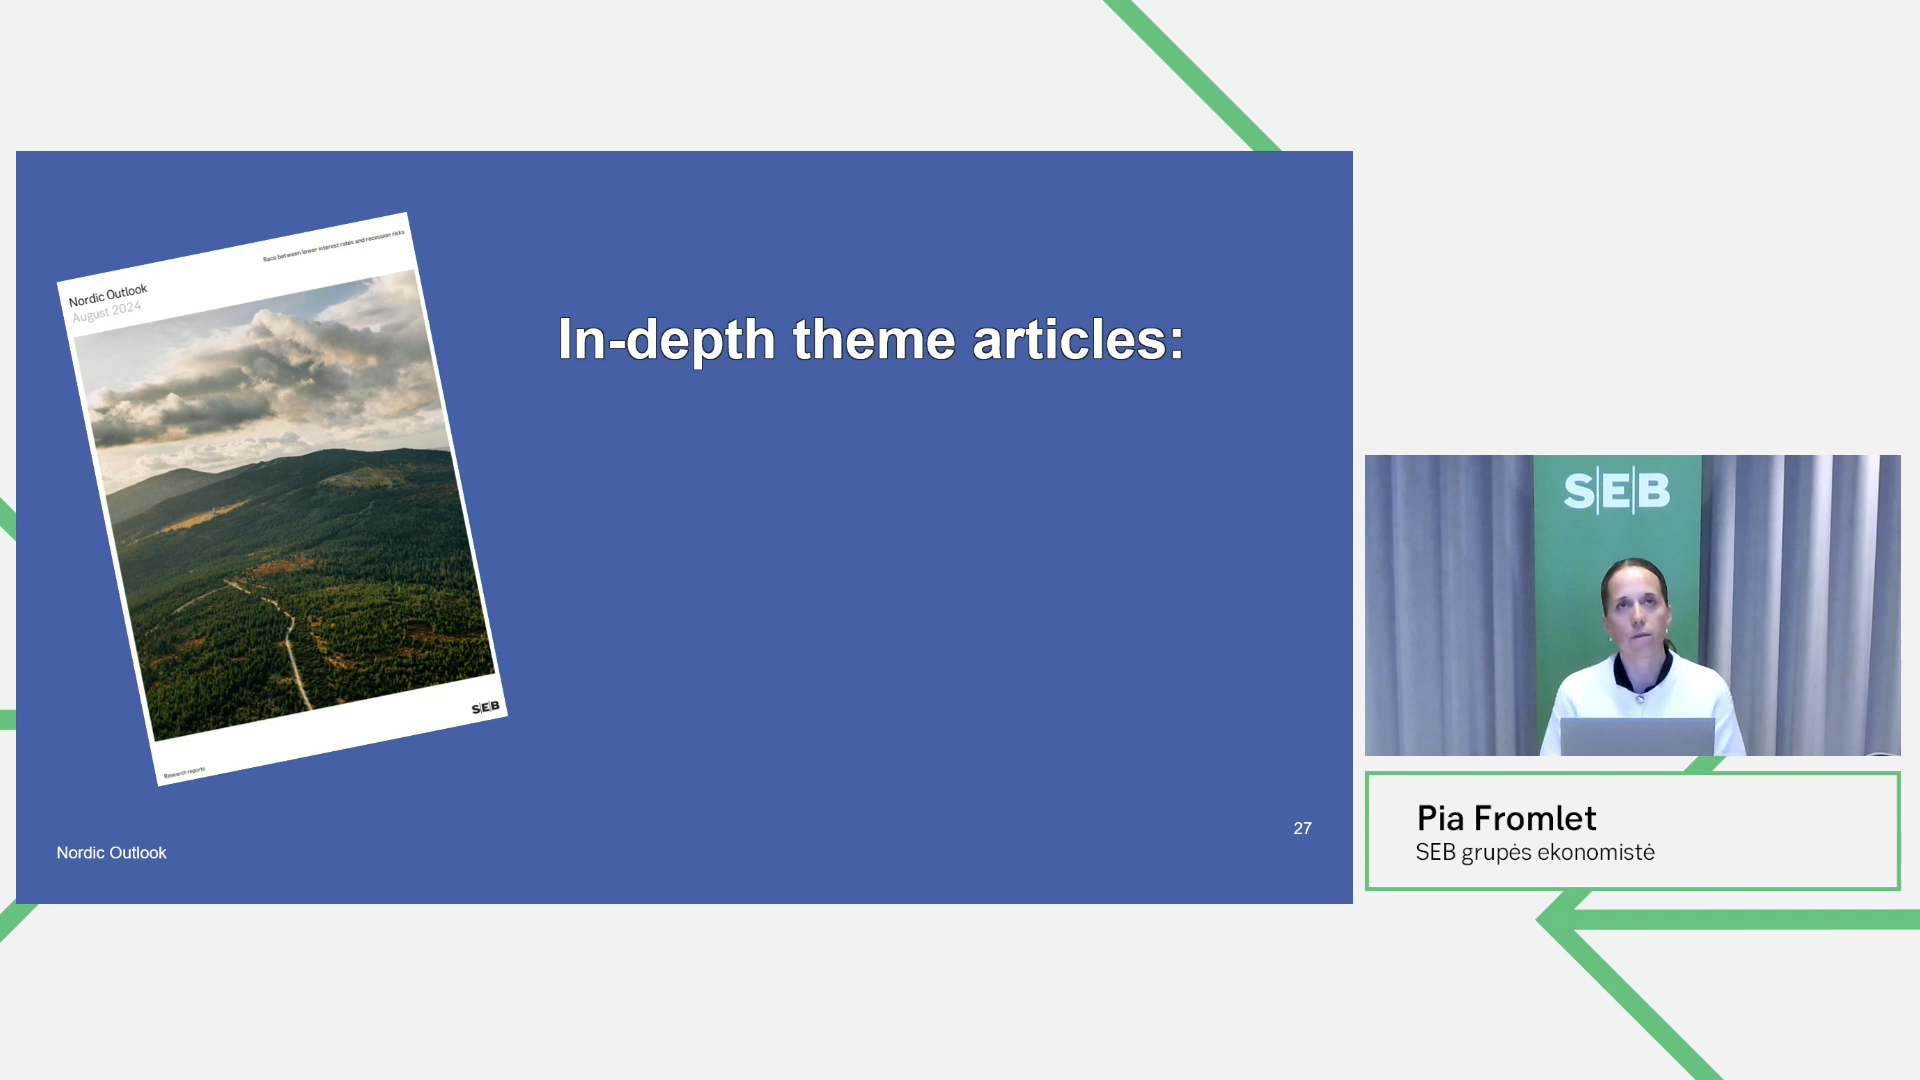 Race between lower interest rates and recession risks
Nordic Outlook
August 2024
In-depth theme articles:
SEB
Research reports
27
Nordic Outlook
S|E|B
Pia Fromlet
SEB grupės ekonomistė